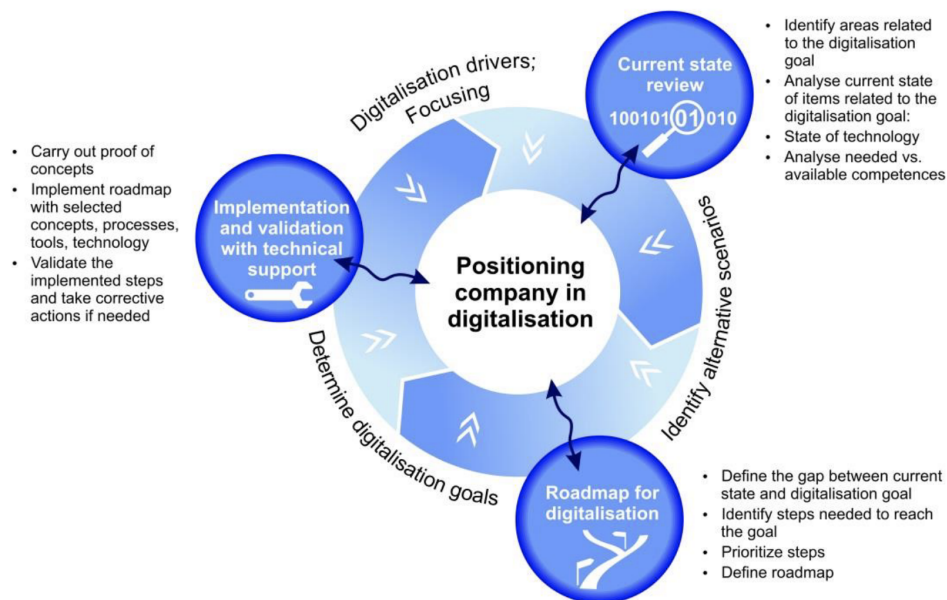 Digitalisation drivers;
Focusing
Current state
review
100101 01 010
• Identify areas related
to the digitalisation
goal
• Analyse current state
of items related to the
digitalisation goal:
• State of technology
• Analyse needed vs.
available competences
• Carry out proof of
concepts
• Implement roadmap
with selected
concepts, processes,
tools, technology
• Validate the
implemented steps
and take corrective
actions if needed
Implementation
and validation
with technical
support
Positioning
company in
digitalisation
Identify alternative scenarios
Determine digitalisation goals
Roadmap for
digitalisation
• Define the gap between current
state and digitalisation goal
• Identify steps needed to reach
the goal
• Prioritize steps
• Define roadmap